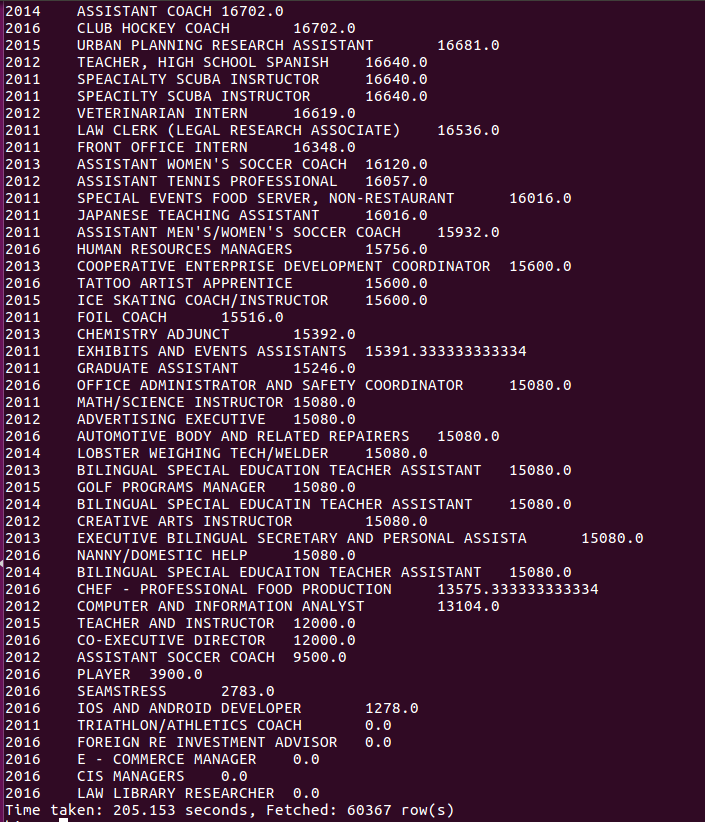 2014 ASSISTANT COACH 16702.0
2016 CLUB HOCKEY COACH 16702.0
2015 URBAN PLANNING RESEARCH ASSISTANT 16681.0
2012 TEACHER, HIGH SCHOOL SPANISH 16640.0
2011 SPEACIALTY SCUBA INSRTUCTOR 16640.0
2011 SPEACILTY SCUBA INSTRUCTOR 16640.0
2012 VETERINARIAN INTERN 16619.0
2011 LAW CLERK (LEGAL RESEARCH ASSOCIATE) 16536.0
2011 FRONT OFFICE INTERN 16348.0
2013 ASSISTANT WOMEN'S SOCCER COACH 16120.0
2012 ASSISTANT TENNIS PROFESSIONAL 16057.0
2011 SPECIAL EVENTS FOOD SERVER, NON-RESTAURANT 16016.0
2011 JAPANESE TEACHING ASSISTANT 16016.0
2011 ASSISTANT MEN'S/WOMEN'S SOCCER COACH 15932.0
2016 HUMAN RESOURCES MANAGERS 15756.0
2013 COOPERATIVE ENTERPRISE DEVELOPMENT COORDINATOR 15600.0
2016 TATTOO ARTIST APPRENTICE 15600.0
2015 ICE SKATING COACH/INSTRUCTOR 15600.0
2011 FOIL COACH 15516.0
2013 CHEMISTRY ADJUNCT 15392.0
2011 EXHIBITS AND EVENTS ASSISTANTS 15391.333333333334
2011 GRADUATE ASSISTANT 15246.0
2016 OFFICE ADMINISTRATOR AND SAFETY COORDINATOR 15080.0
2011 MATH/SCIENCE INSTRUCTOR 15080.0
2012 ADVERTISING EXECUTIVE 15080.0
2016 AUTOMOTIVE BODY AND RELATED REPAIRERS 15080.0
2014 LOBSTER WEIGHING TECH/WELDER 15080.0
2013 BILINGUAL SPECIAL EDUCATION TEACHER ASSISTANT 15080.0
2015 GOLF PROGRAMS MANAGER 15080.0
2014 BILINGUAL SPECIAL EDUCATIN TEACHER ASSISTANT 15080.0
2012 CREATIVE ARTS INSTRUCTOR 15080.0
2013 EXECUTIVE BILINGUAL SECRETARY AND PERSONAL ASSISTA 15080.0
2016 NANNY/DOMESTIC HELP 15080.0
2014 BILINGUAL SPECIAL EDUCAITON TEACHER ASSISTANT 15080.0
2016 CHEF - PROFESSIONAL FOOD PRODUCTION 13575.333333333334
2012 COMPUTER AND INFORMATION ANALYST 13104.0
2015 TEACHER AND INSTRUCTOR 12000.0
2016 CO-EXECUTIVE DIRECTOR 12000.0
2012 ASSISTANT SOCCER COACH 9500.0
2016 PLAYER 3900.0
2016 SEAMSTRESS 2783.0
2016 IOS AND ANDROID DEVELOPER 1278.0
2011 TRIATHLON/ATHLETICS COACH 0.0
2016 FOREIGN RE INVESTMENT ADVISOR 0.0
2016 E - COMMERCE MANAGER 0.0
2016 CIS MANAGERS 0.0
2016 LAW LIBRARY RESEARCHER 0.0
Time taken: 205.153 seconds, Fetched: 60367 row(s)